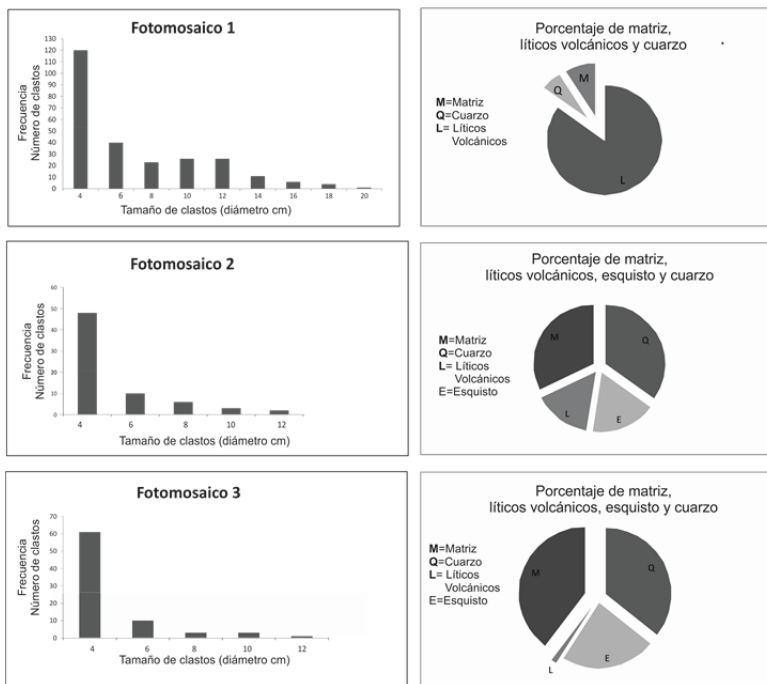 Fotomosaico 1
Frecuencia
Número de clastos
130
120
110
100
90
80
70
60
50
40
30
20
10
0
4 6 8 10 12 14 16 18 20
Tamaño de clastos (diámetro cm)
Porcentaje de matriz,
líticos volcánicos y cuarzo
M=Matriz
Q=Cuarzo
L= Líticos
Volcánicos
Q
M
L
Fotomosaico 2
Frecuencia
Número de clastos
60
50
40
30
20
10
0
4 6 8 10 12
Tamaño de clastos (diámetro cm)
Porcentaje de matriz,
líticos volcánicos, esquisto y cuarzo
M=Matriz
Q=Cuarzo
L= Líticos
Volcánicos
E=Esquisto
M
Q
L
E
Fotomosaico 3
Frecuencia
Número de clastos
70
60
50
40
30
20
10
0
4 6 8 10 12
Tamaño de clastos (diámetro cm)
Porcentaje de matriz,
líticos volcánicos, esquisto y cuarzo
M=Matriz
Q=Cuarzo
L= Líticos
Volcánicos
E=Esquisto
M
Q
E
L